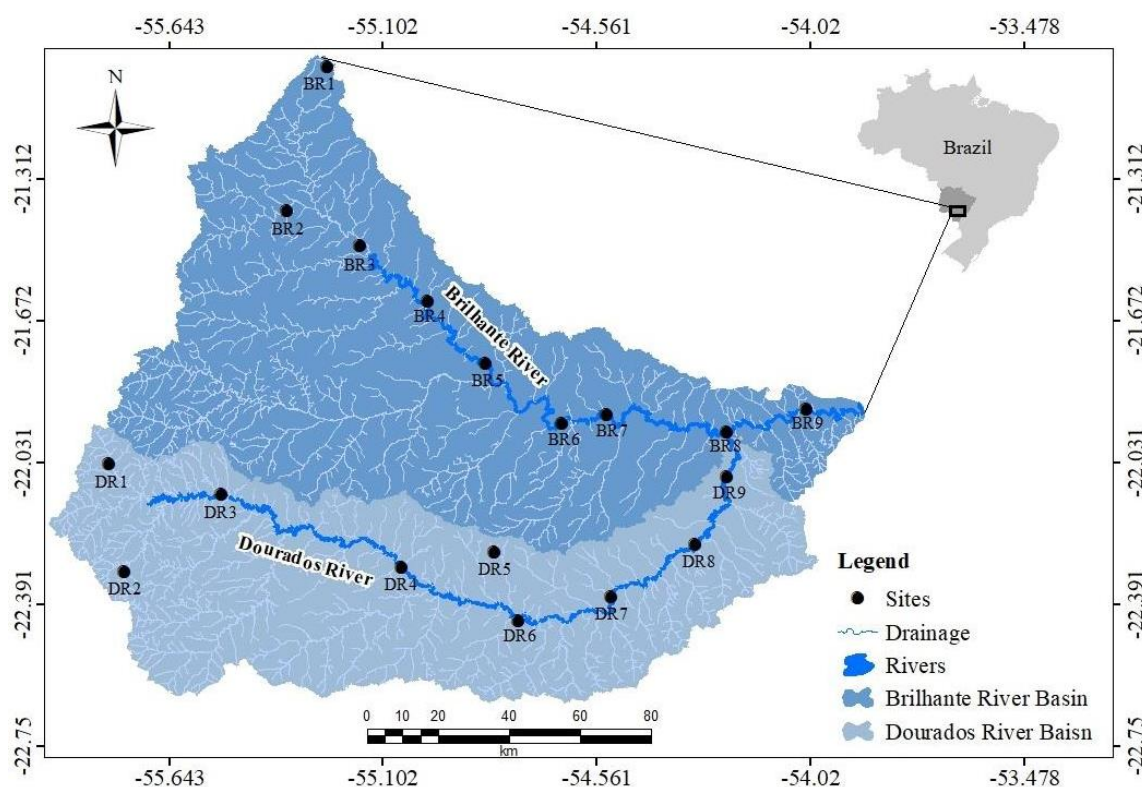 -55.643
-55.102
-54.561
-54.02
-53.478
N
BR1
Brazil
-21.312
-21.312
BR2
BR3
BR4
Brilhante River
-21.672
-21.672
BR5
BR6
BR7
BR8
BR9
-22.031
-22.031
DR1
DR3
DR9
Dourados River
DR2
DR4
DR5
DR8
DR6
DR7
-22.391
-22.391
Legend
Sites
Drainage
Rivers
Brilhante River Basin
Dourados River Baisn
0 10 20 40 60 80
km
-22.75
-22.75
-55.643
-55.102
-54.561
-54.02
-53.478